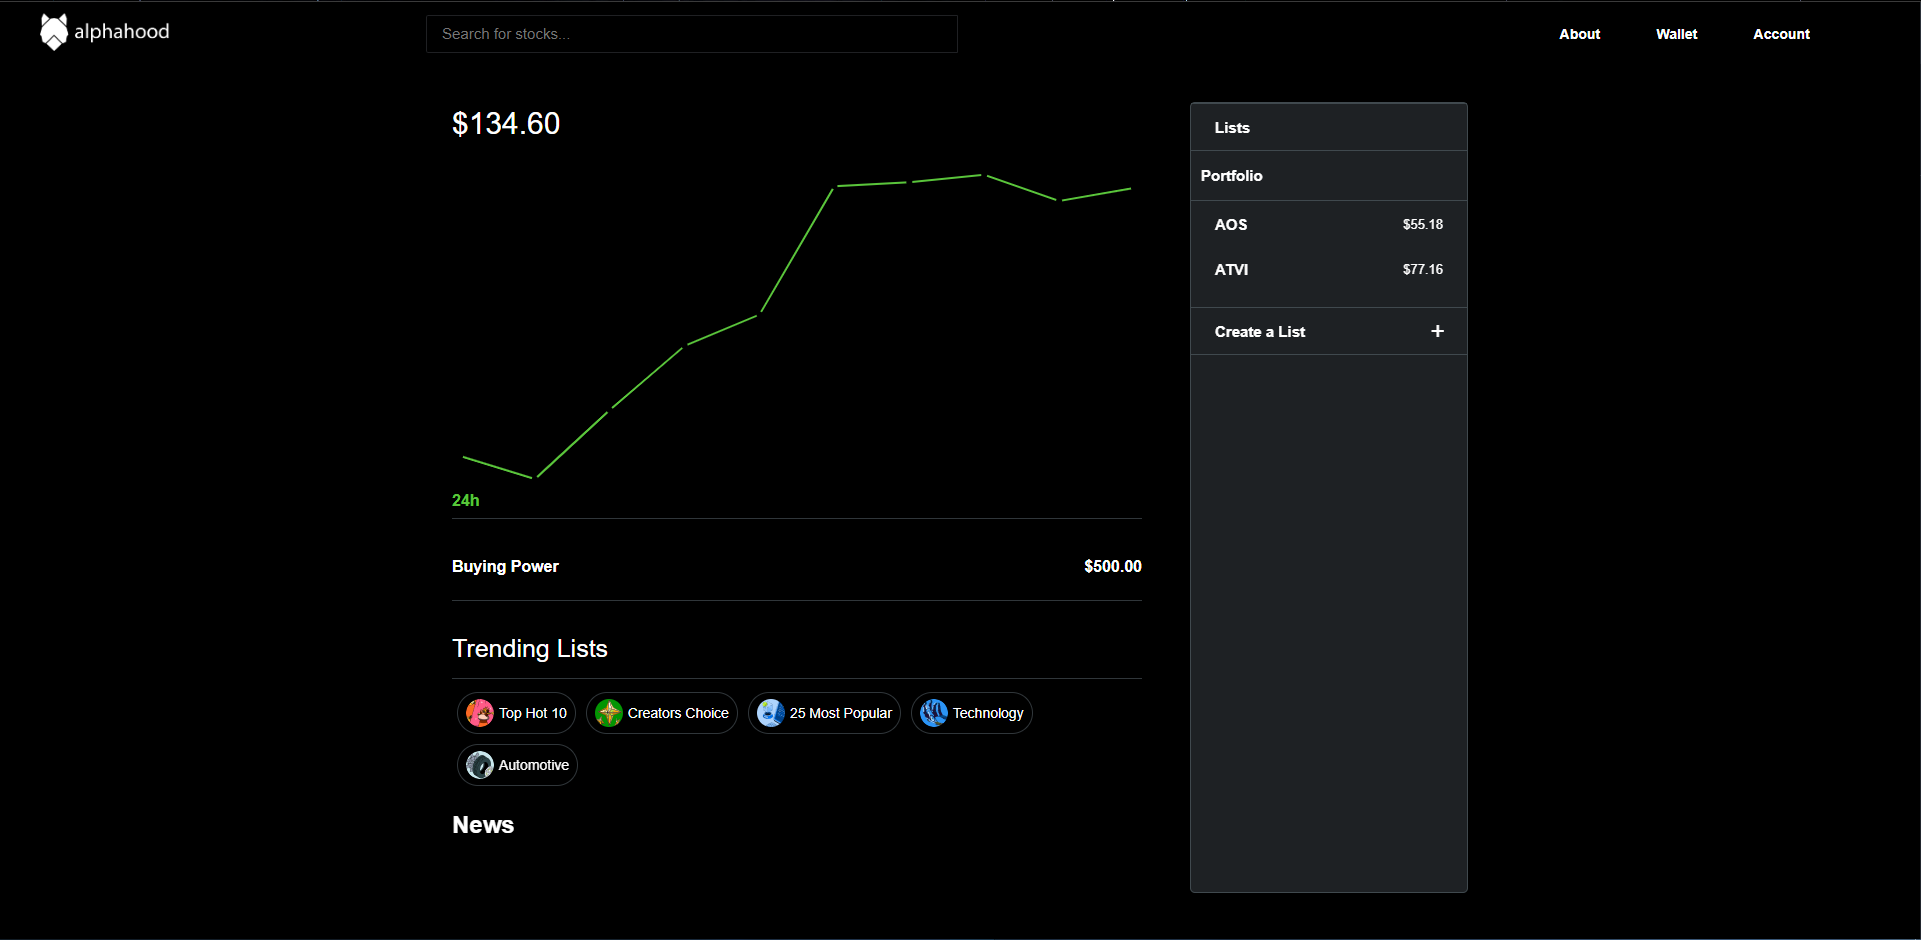 alphahood
Search for stocks...
About
Wallet
Account
$134.60
24h
Buying Power $500.00
Trending Lists
Top Hot 10
Creators Choice
25 Most Popular
Technology
Automotive
News
Lists
Portfolio
AOS $55.18
ATVI $77.16
Create a List +